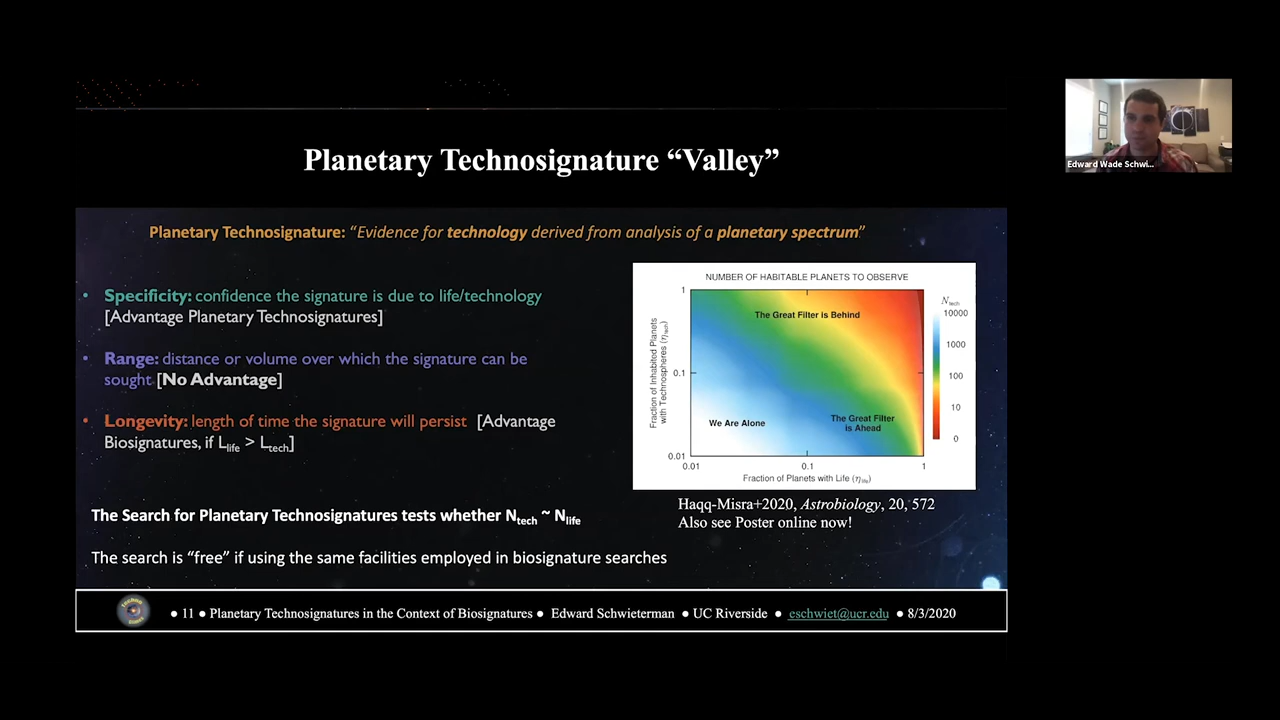 Planetary Technosignature “Valley”
Edward Wade Schwi...
Planetary Technosignature: “Evidence for technology derived from analysis of a planetary spectrum”
• Specificity: confidence the signature is due to life/technology
[Advantage Planetary Technosignatures]
• Range: distance or volume over which the signature can be
sought [No Advantage]
• Longevity: length of time the signature will persist [Advantage
Biosignatures, if Llife > Ltech]
The Search for Planetary Technosignatures tests whether Ntech ~ Nlife
The search is “free” if using the same facilities employed in biosignature searches
NUMBER OF HABITABLE PLANETS TO OBSERVE
Fraction of Inhabited Planets
with Technospheres (ηtech)
1
0.1
0.01
The Great Filter is Behind
We Are Alone
The Great Filter
is Ahead
0.01 0.1 1
Fraction of Planets with Life (ηlife)
Ntech
10000
1000
100
10
0
Haqq-Misra+2020, Astrobiology, 20, 572
Also see Poster online now!
• 11 • Planetary Technosignatures in the Context of Biosignatures • Edward Schwieterman • UC Riverside • eschwiet@ucr.edu • 8/3/2020